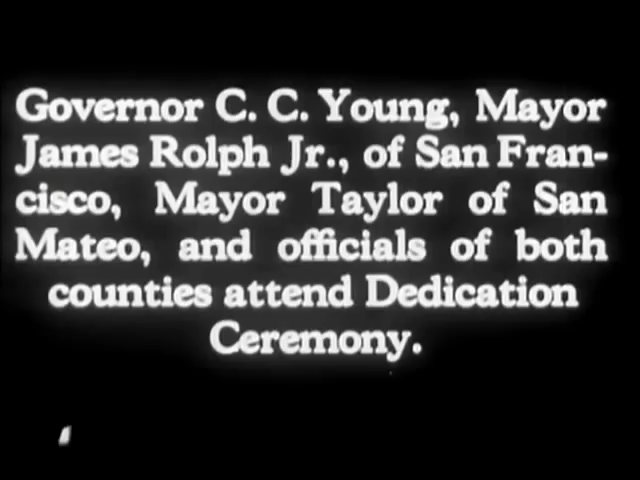 Governor C. C. Young, Mayor
James Rolph Jr., of San Fran-
cisco, Mayor Taylor of San
Mateo, and officials of both
counties attend Dedication
Ceremony.